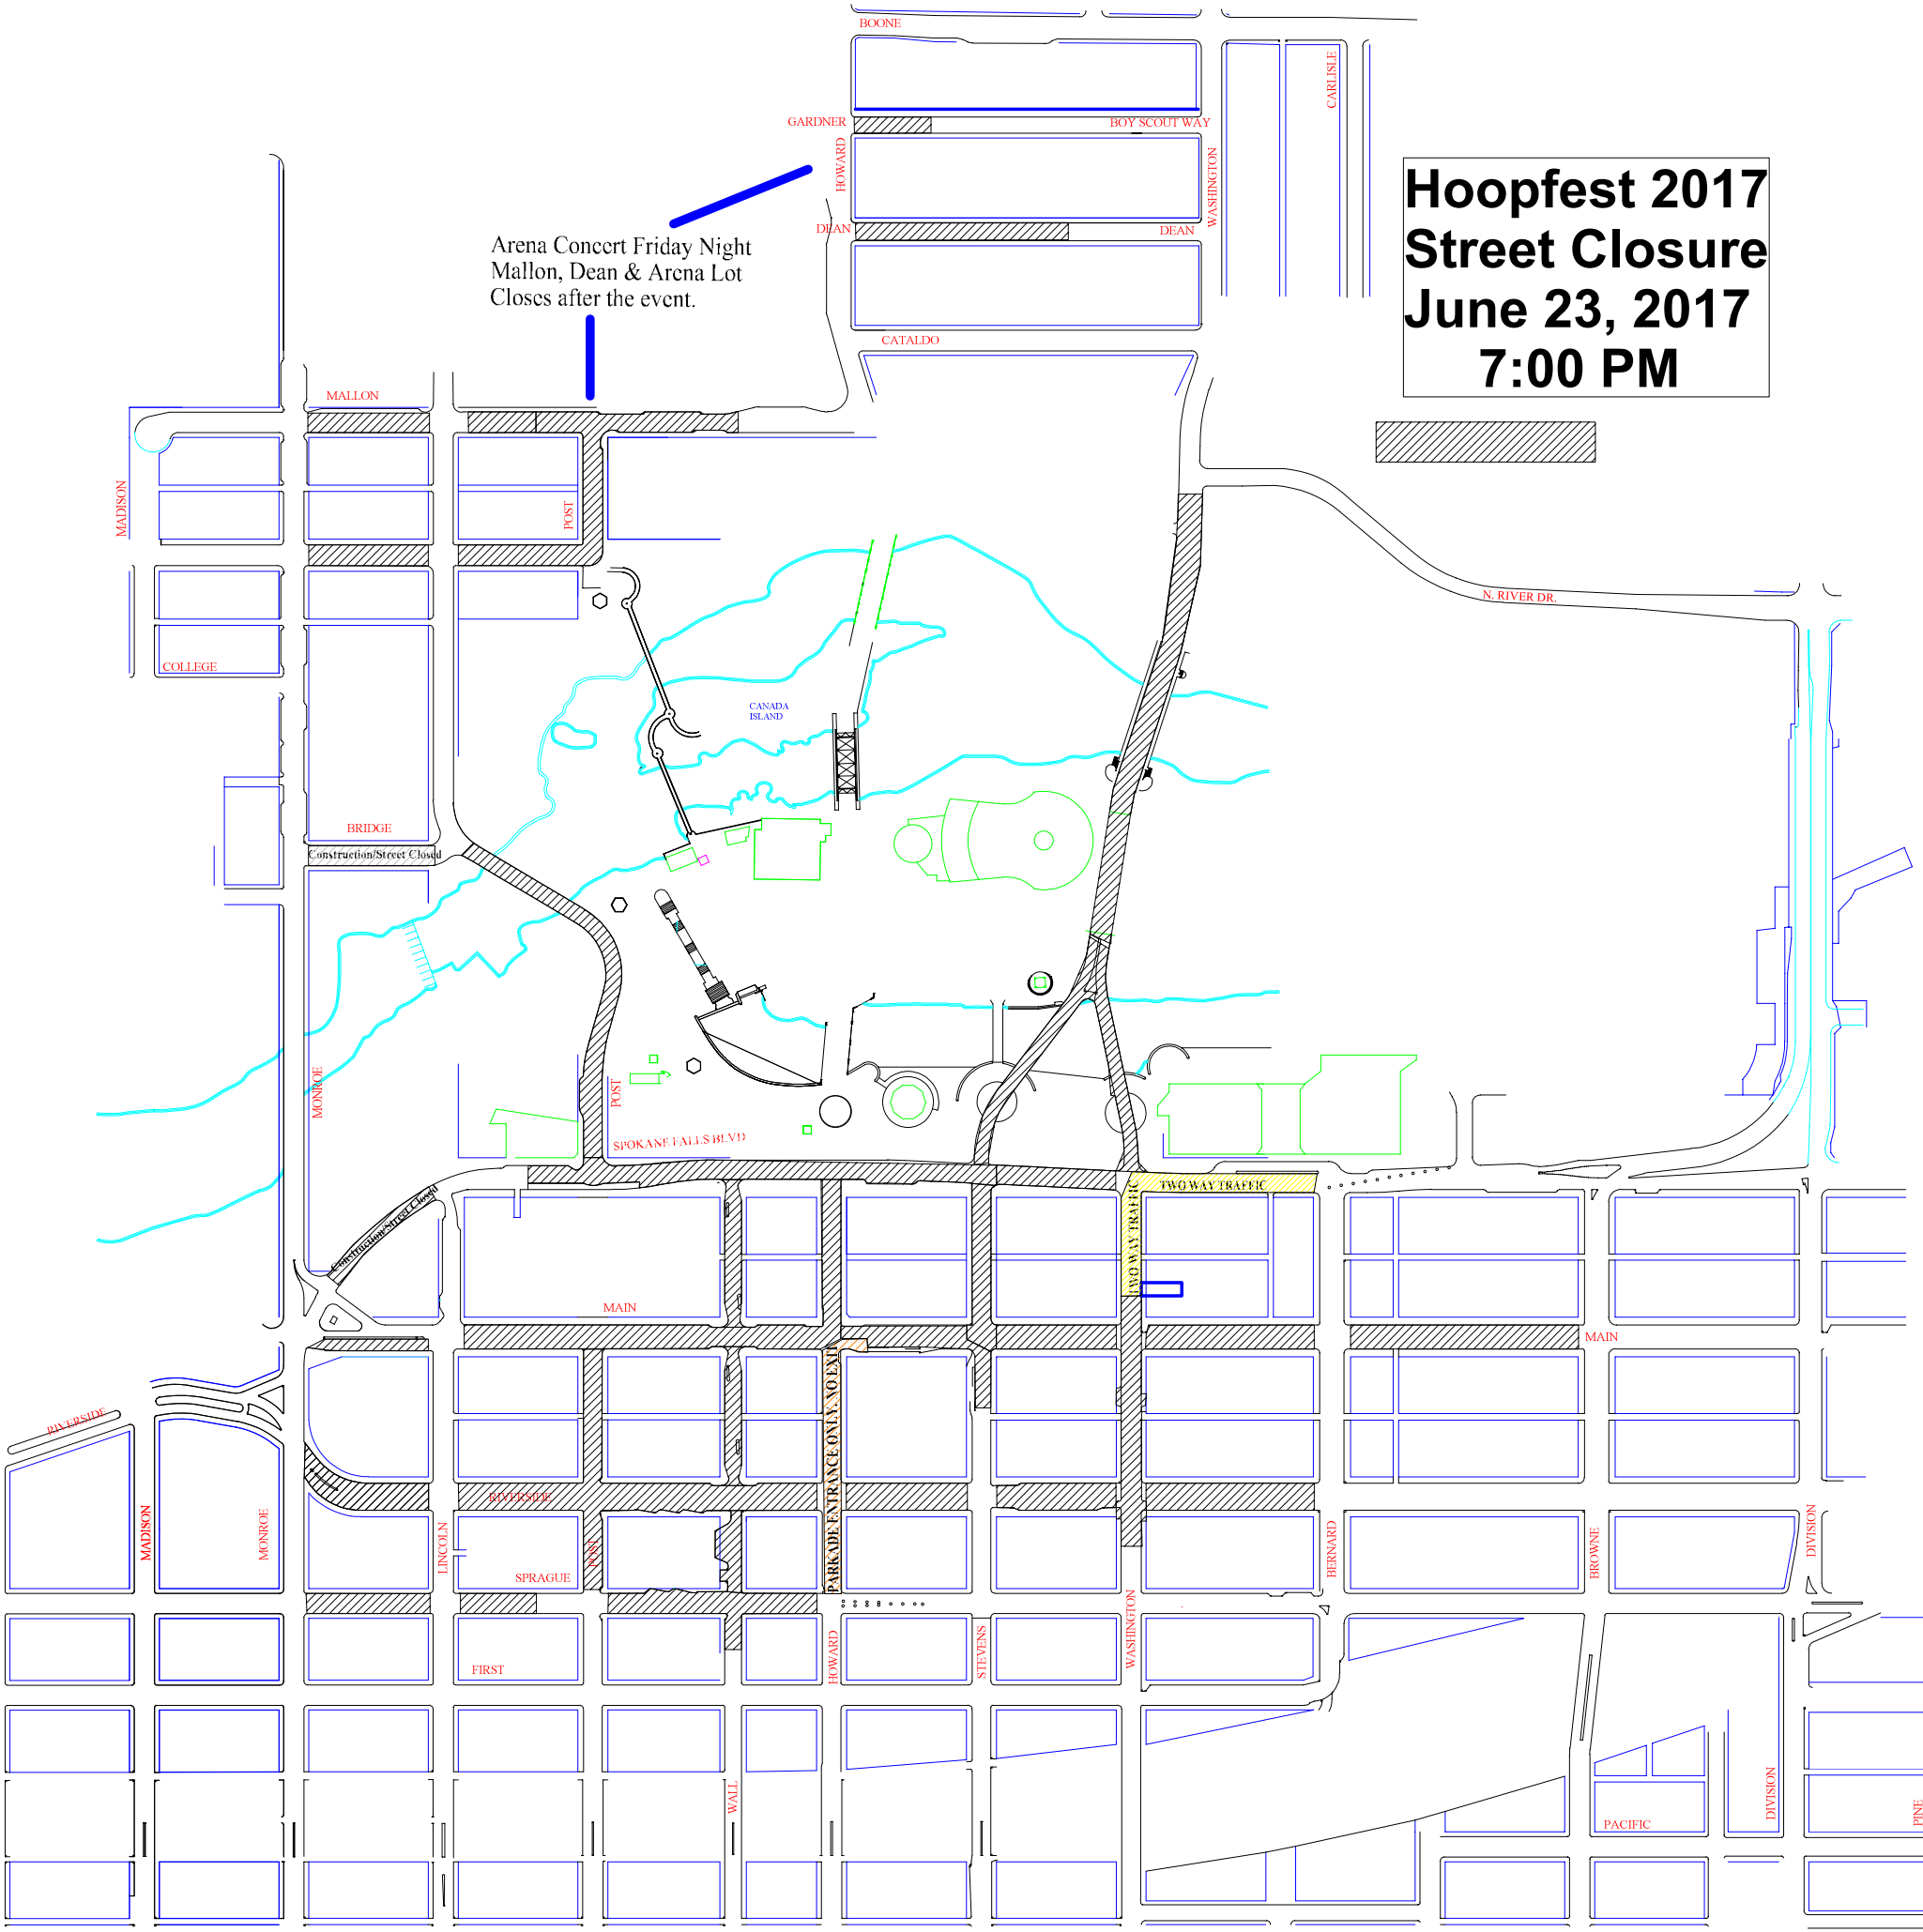 BOONE
CARLISLE
GARDNER
BOY SCOUT WAY
HOWARD
WASHINGTON
Hoopfest 2017
Street Closure
June 23, 2017
7:00 PM
DEAN
DEAN
Arena Concert Friday Night
Mallon, Dean & Arena Lot
Closes after the event.
CATALDO
MALLON
MADISON
POST
N. RIVER DR.
COLLEGE
CANADA
ISLAND
BRIDGE
Construction/Street Closed
MONROE
POST
SPOKANE FALLS BLVD
TWO WAY TRAFFIC
TWO WAY TRAFFIC
Construction/Street Closed
MAIN
MAIN
PARKADE ENTRANCE ONLY. NO EXIT
RIVERSIDE
RIVERSIDE
MADISON
MONROE
LINCOLN
POST
SPRAGUE
BERNARD
BROWNE
DIVISION
FIRST
HOWARD
STEVENS
WASHINGTON
WALL
PACIFIC
DIVISION
PINE